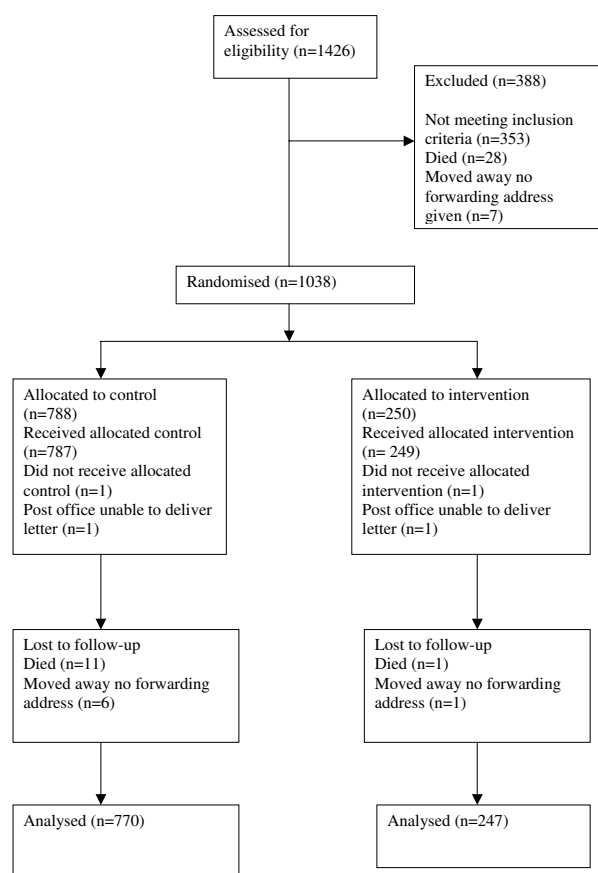 Assessed for
eligibility (n=1426)
Excluded (n=388)
Not meeting inclusion
criteria (n=353)
Died (n=28)
Moved away no
forwarding address
given (n=7)
Randomised (n=1038)
Allocated to control
(n=788)
Received allocated control
(n=787)
Did not receive allocated
control (n=1)
Post office unable to deliver
letter (n=1)
Allocated to intervention
(n=250)
Received allocated intervention
(n= 249)
Did not receive allocated
intervention (n=1)
Post office unable to deliver
letter (n=1)
Lost to follow-up
Died (n=11)
Moved away no forwarding
address (n=6)
Lost to follow-up
Died (n=1)
Moved away no forwarding
address (n=1)
Analysed (n=770)
Analysed (n=247)